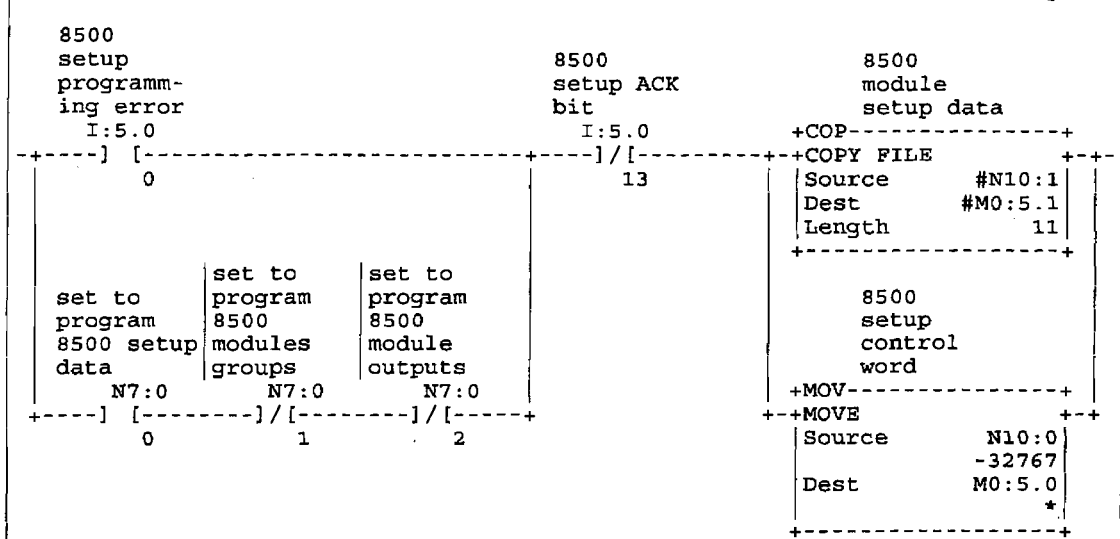 8500
setup
programm-
ing error
I:5.0
] [
0
8500
setup ACK
bit
I:5.0
]/[
13
8500
module
setup data
+COP---------------+
COPY FILE
Source #N10:1
Dest #M0:5.1
Length 11
set to
program
8500 setup
data
N7:0
] [
0
set to
program
8500
modules
groups
N7:0
]/[
1
set to
program
8500
module
outputs
N7:0
]/[
2
8500
setup
control
word
+MOV---------------+
MOVE
Source N10:0
-32767
Dest M0:5.0
*